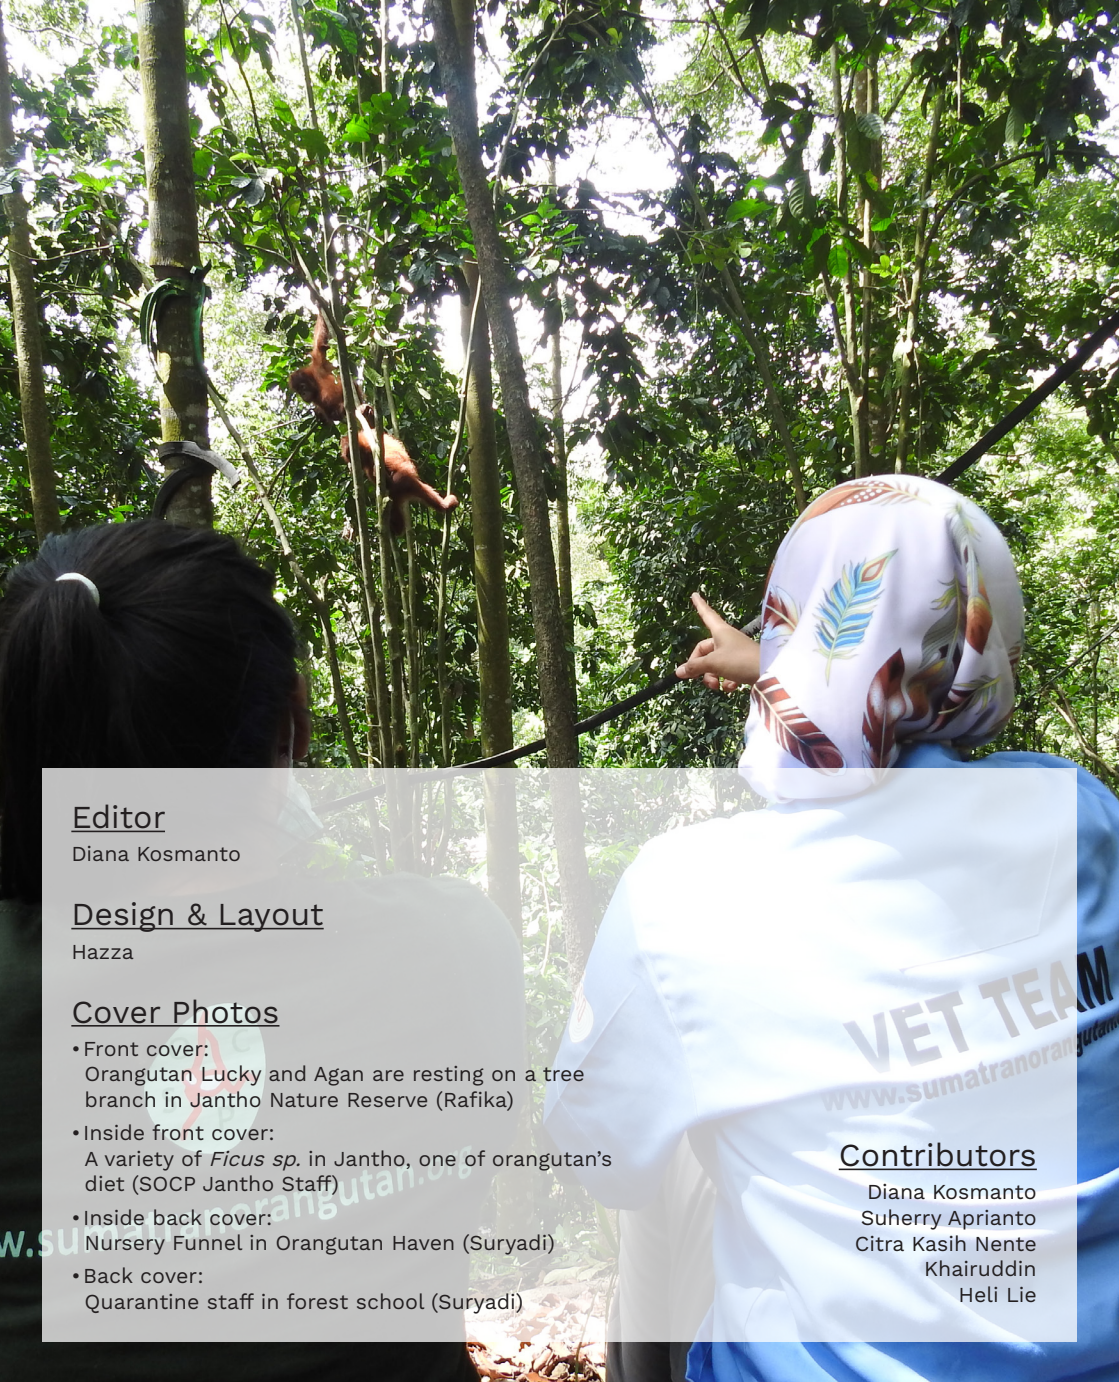 Editor
Diana Kosmanto
Design & Layout
Hazza
Cover Photos
• Front cover:
Orangutan Lucky and Agan are resting on a tree
branch in Jantho Nature Reserve (Rafika)
• Inside front cover:
A variety of Ficus sp. in Jantho, one of orangutan’s
diet (SOCP Jantho Staff)
• Inside back cover:
Nursery Funnel in Orangutan Haven (Suryadi)
• Back cover:
Quarantine staff in forest school (Suryadi)
Contributors
Diana Kosmanto
Suherry Aprianto
Citra Kasih Nente
Khairuddin
Heli Lie
VET TEAM
www.sumatranorangutan
w.sumatranorangutan.org